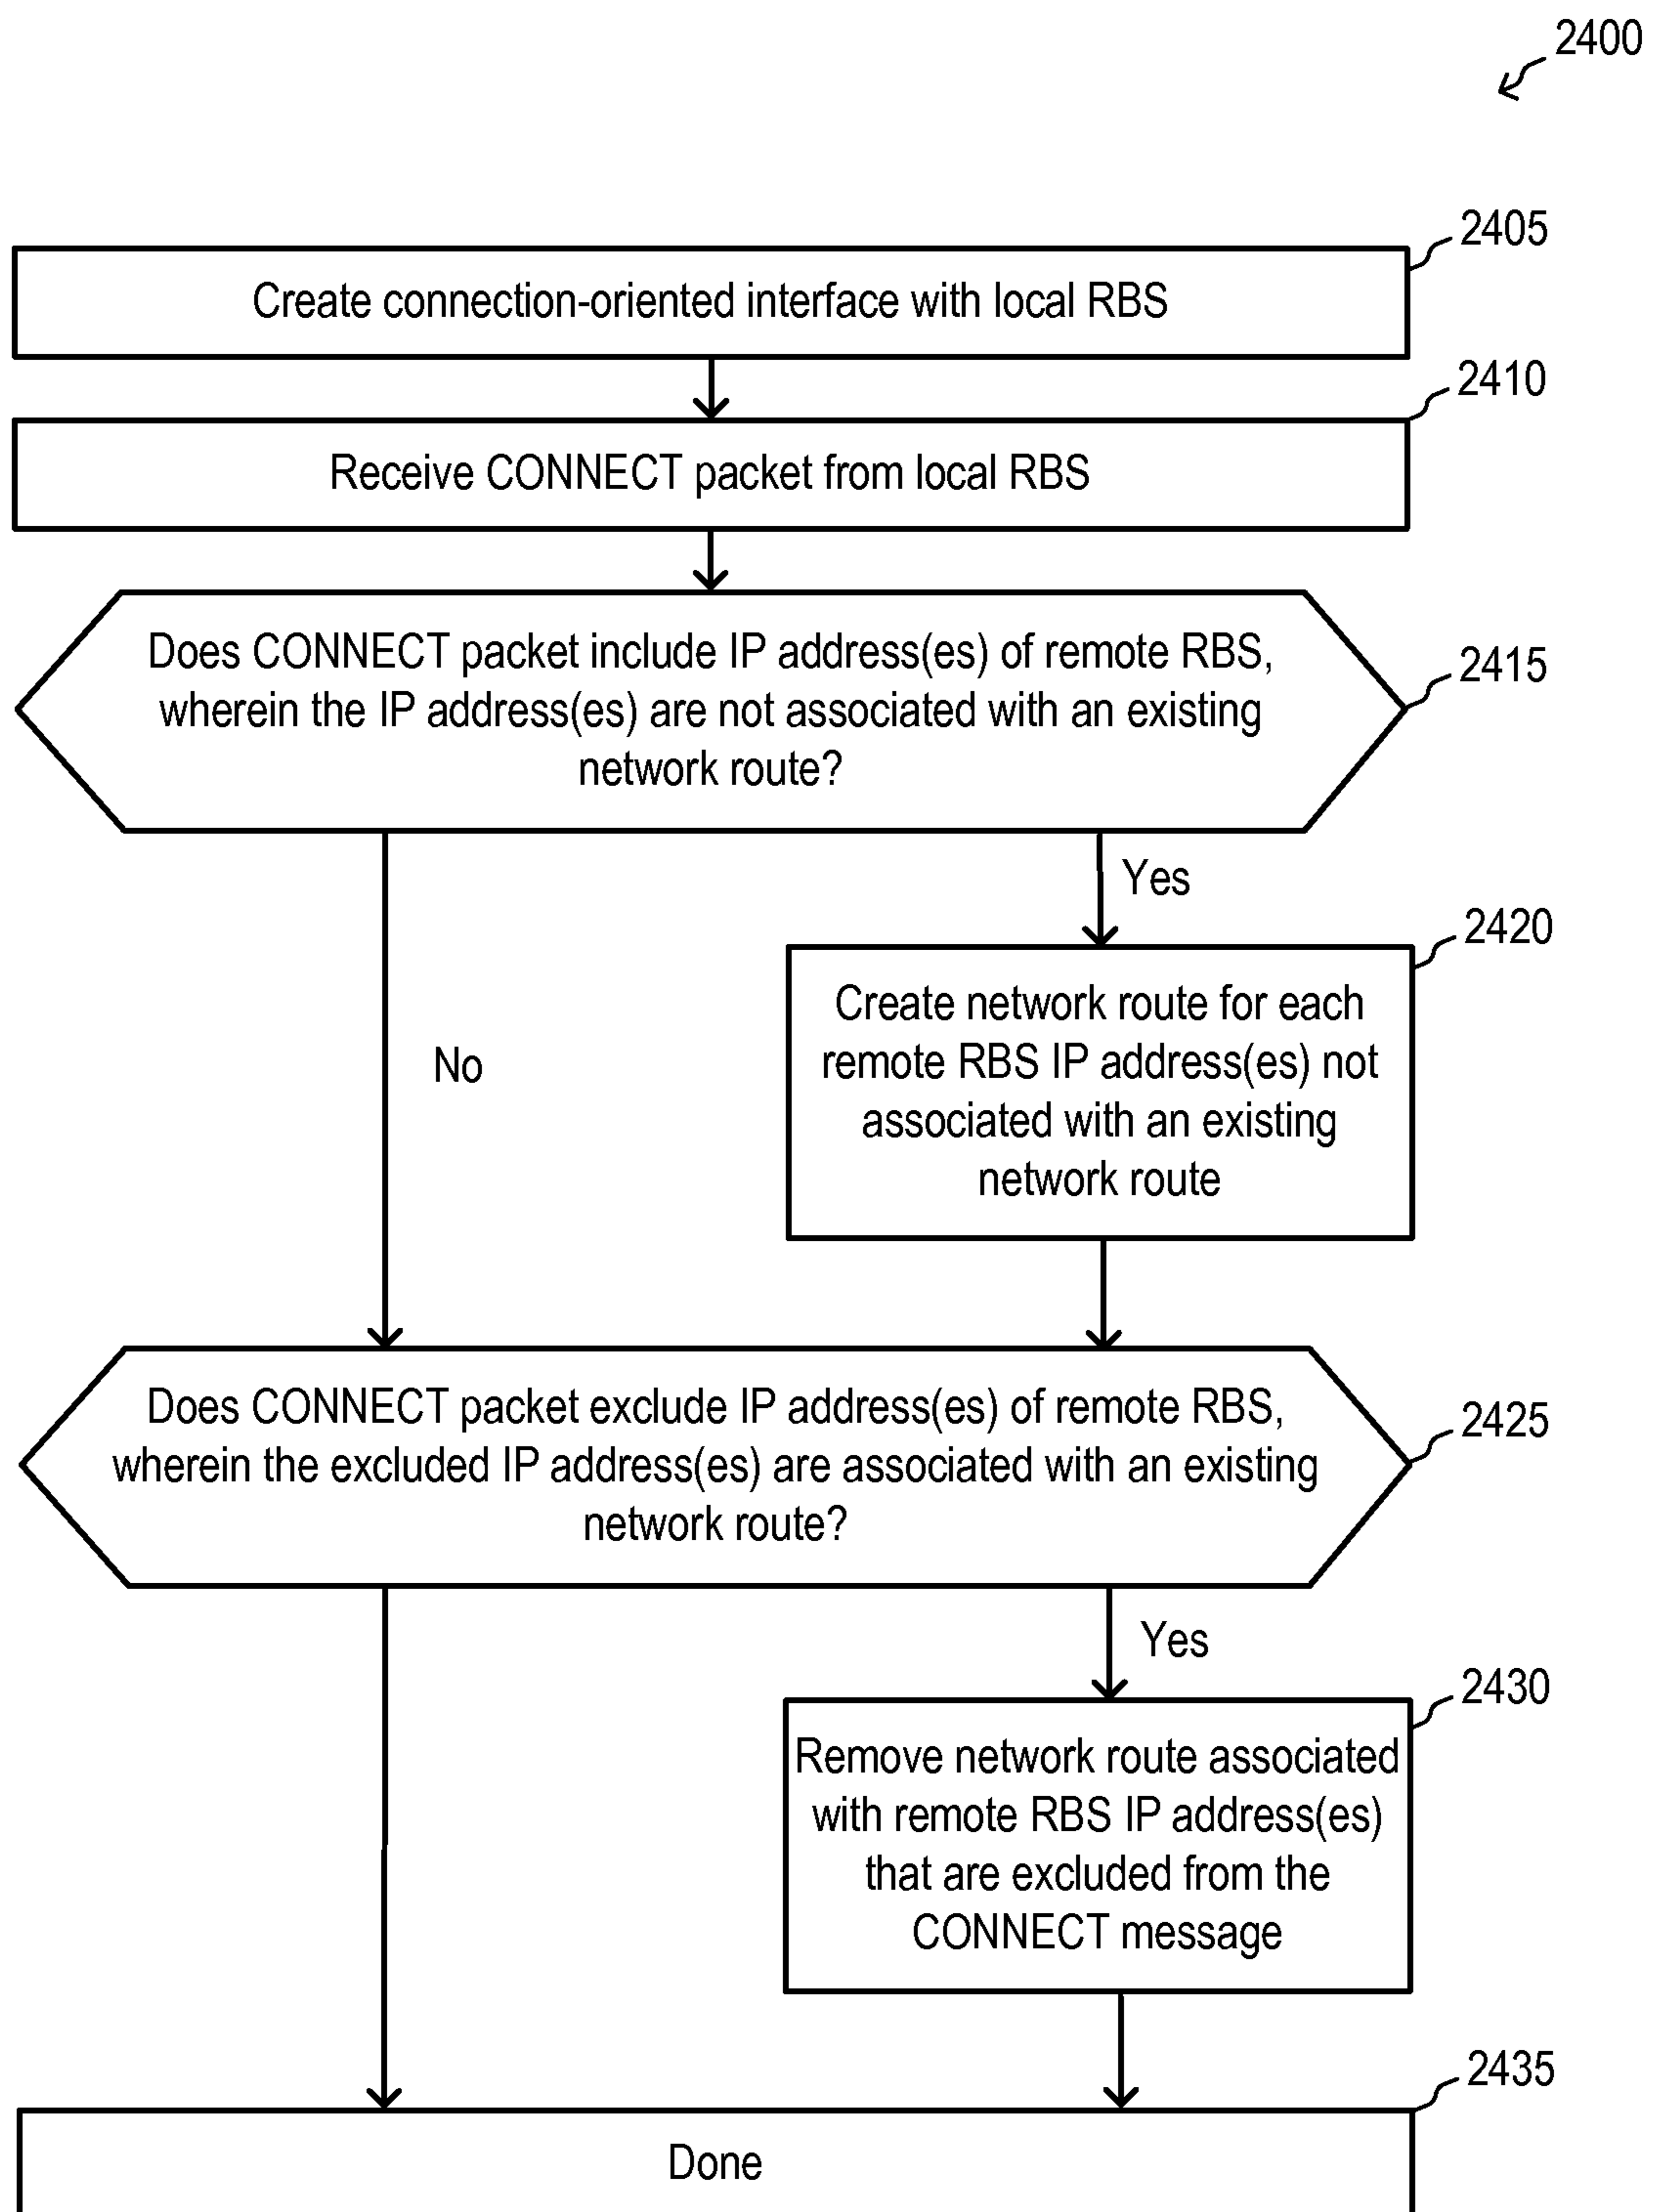 2400
2405
Create connection-oriented interface with local RBS
2410
Receive CONNECT packet from local RBS
Does CONNECT packet include IP address(es) of remote RBS,
wherein the IP address(es) are not associated with an existing
network route?
2415
Yes
No
2420
Create network route for each
remote RBS IP address(es) not
associated with an existing
network route
Does CONNECT packet exclude IP address(es) of remote RBS,
wherein the excluded IP address(es) are associated with an existing
network route?
2425
Yes
2430
Remove network route associated
with remote RBS IP address(es)
that are excluded from the
CONNECT message
2435
Done